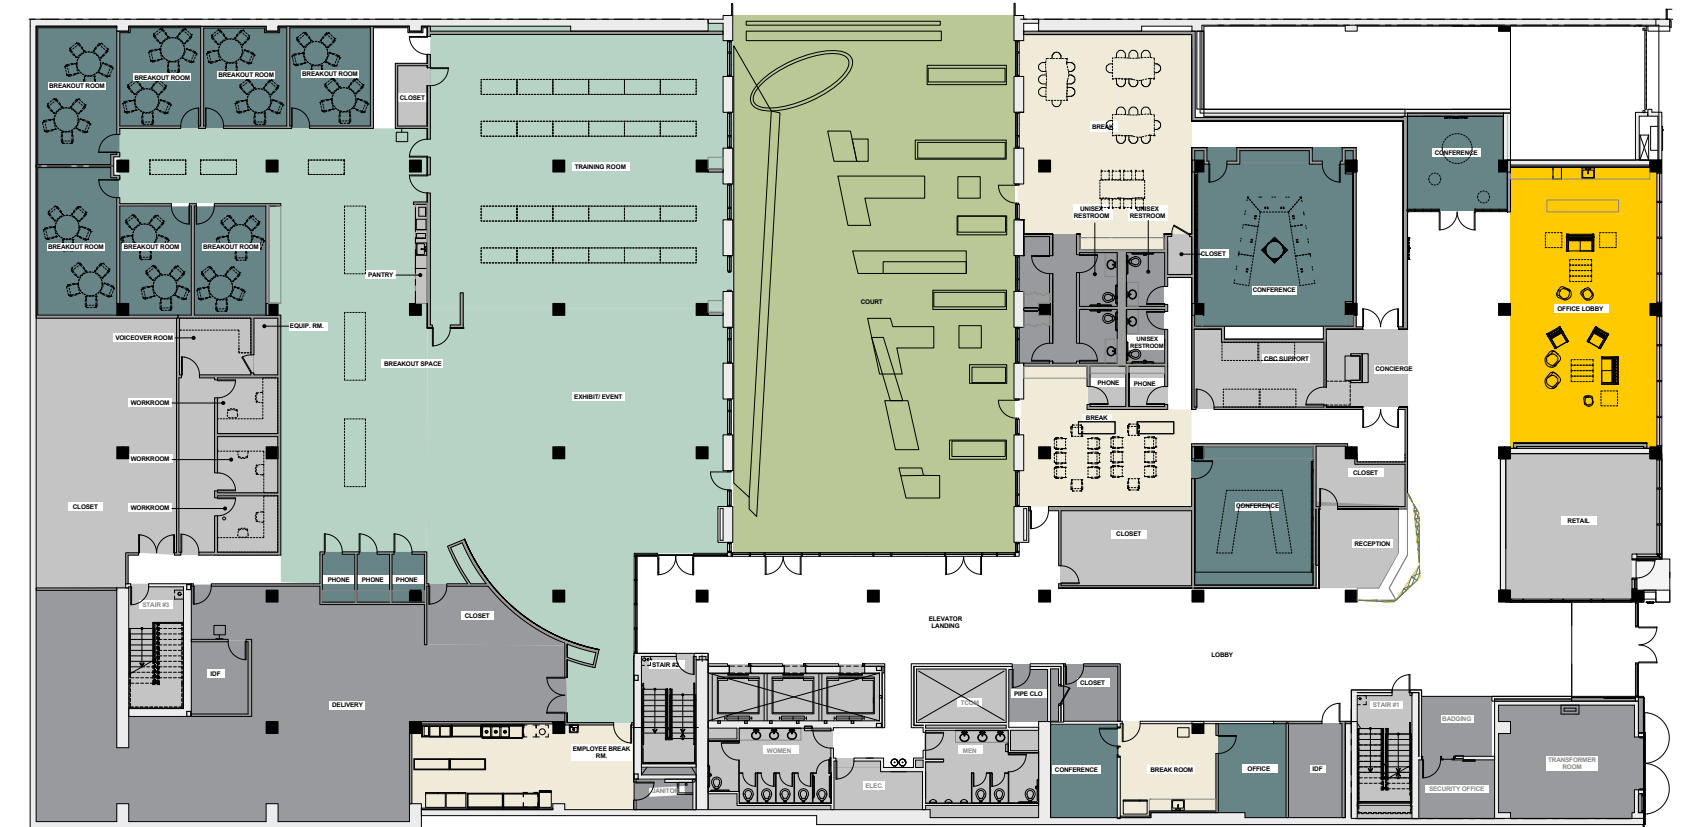 BREAKOUT ROOM
BREAKOUT ROOM
BREAKOUT ROOM
BREAKOUT ROOM
CLOSET
BREAK
CONFERENCE
TRAINING ROOM
UNISEX
RESTROOM
UNISEX
RESTROOM
BREAKOUT ROOM
BREAKOUT ROOM
BREAKOUT ROOM
CLOSET
PANTRY
CONFERENCE
COURT
OFFICE LOBBY
EQUIP. RM.
VOICEOVER ROOM
UNISEX
RESTROOM
BREAKOUT SPACE
CBC SUPPORT
CONCIERGE
PHONE
PHONE
EXHIBIT/ EVENT
WORKROOM
BREAK
WORKROOM
CLOSET
CLOSET
WORKROOM
CONFERENCE
RETAIL
CLOSET
RECEPTION
PHONE
PHONE
PHONE
STAIR #3
CLOSET
ELEVATOR
LANDING
LOBBY
STAIR #2
IDF
CLOSET
PIPE CLO
TCOM
DELIVERY
STAIR #1
BADGING
EMPLOYEE BREAK
RM.
WOMEN
MEN
CONFERENCE
BREAK ROOM
OFFICE
IDF
TRANSFORMER
ROOM
JANITOR
ELEC.
SECURITY OFFICE